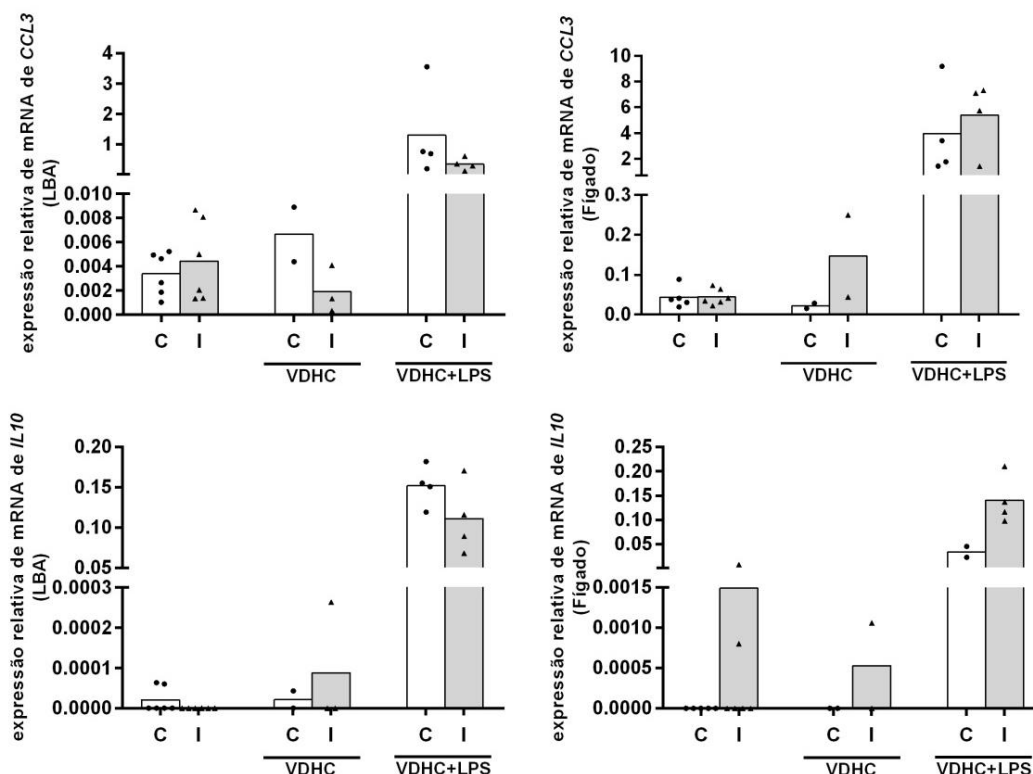 expressão relativa de mRNA de CCL3
(LBA)
4
3
2
1
0.010
0.008
0.006
0.004
0.002
0.000
C I C I C I
VDHC VDHC+LPS
expressão relativa de mRNA de CCL3
(Fígado)
10
8
6
4
2
0.3
0.2
0.1
0.0
C I C I C I
VDHC VDHC+LPS
expressão relativa de mRNA de IL10
(LBA)
0.20
0.15
0.10
0.05
0.0003
0.0002
0.0001
0.0000
C I C I C I
VDHC VDHC+LPS
expressão relativa de mRNA de IL10
(Fígado)
0.25
0.20
0.15
0.10
0.05
0.0015
0.0010
0.0005
0.0000
C I C I C I
VDHC VDHC+LPS